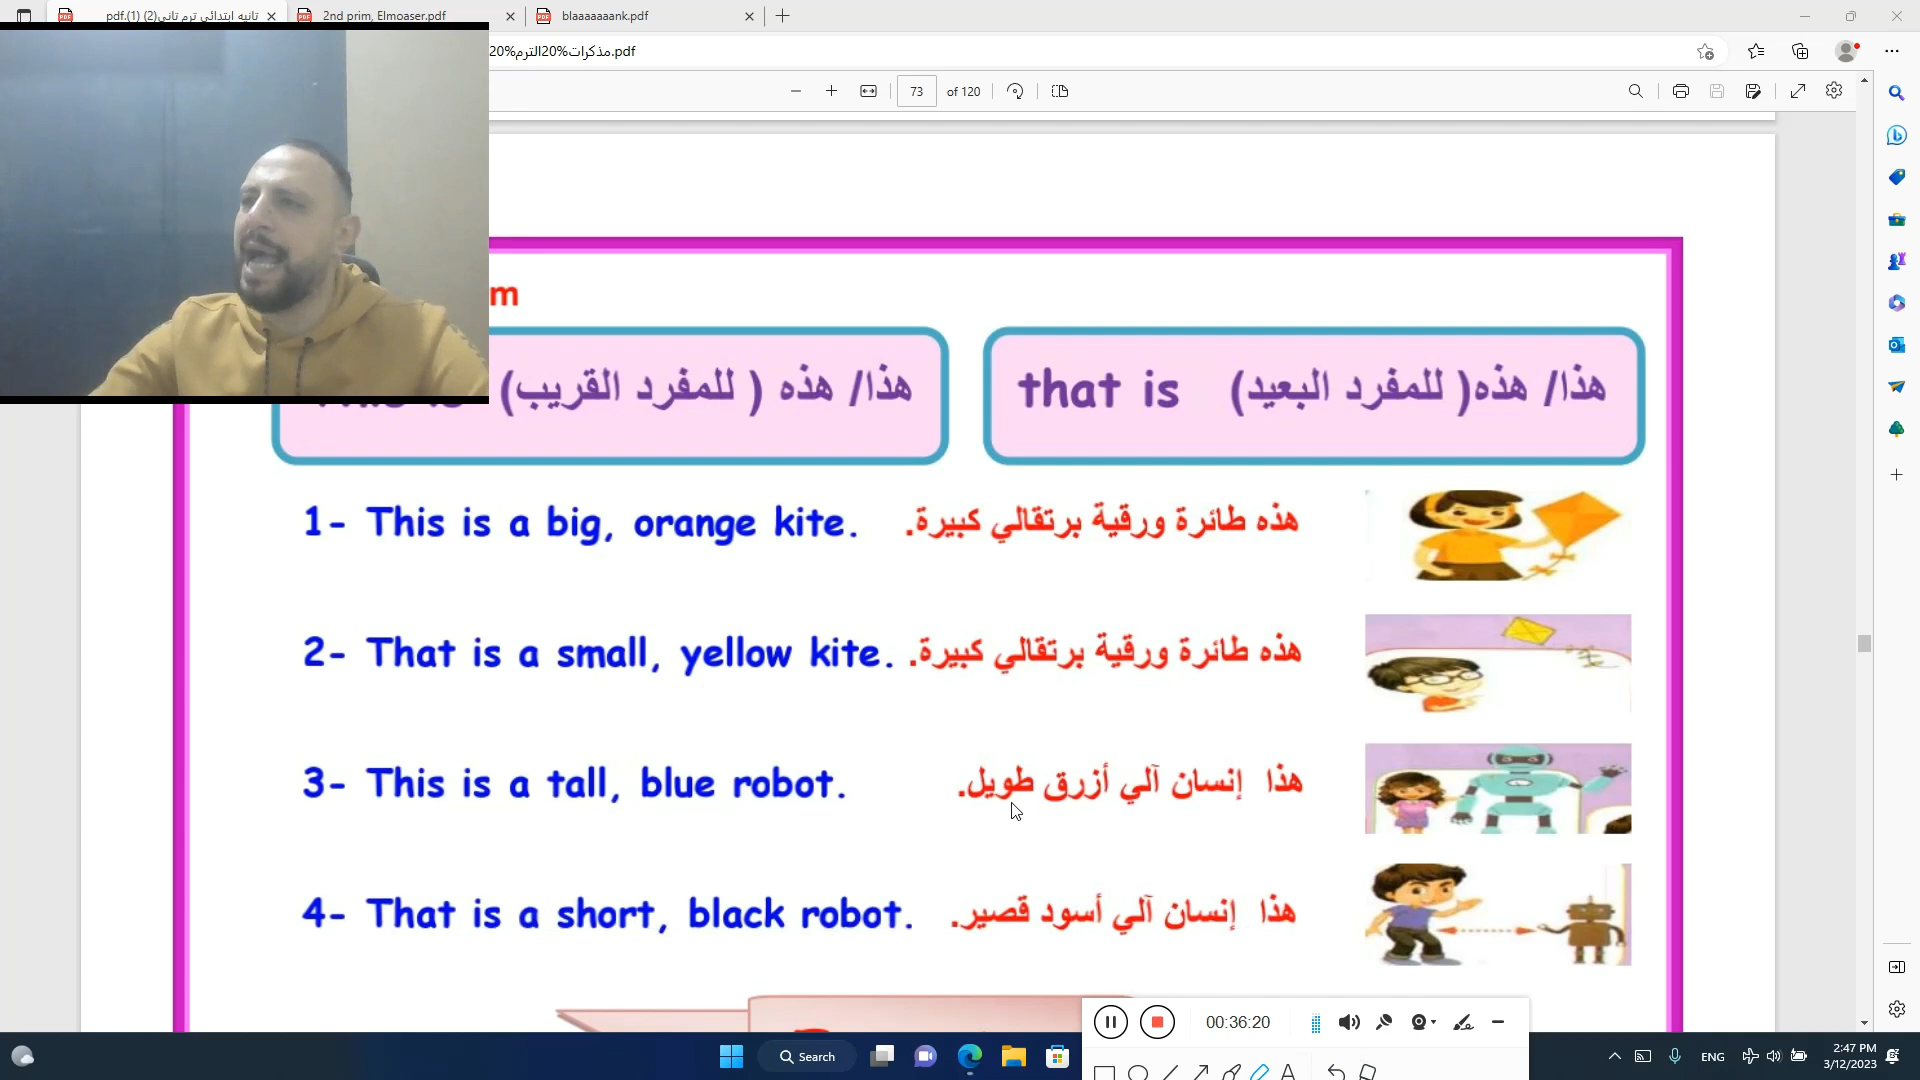 تانيه ابتدائي ترم تاني(2) (1).pdf
2nd prim, Elmoaser.pdf
blaaaaaaank.pdf
20%مذكرات%20الترم.pdf
73 of 120
m
هذا/ هذه ( للمفرد القريب)
that is هذا/ هذه( للمفرد البعيد)
1- This is a big, orange kite. هذه طائرة ورقية برتقالي كبيرة.
2- That is a small, yellow kite. هذه طائرة ورقية برتقالي كبيرة.
3- This is a tall, blue robot. هذا إنسان آلي أزرق طويل.
4- That is a short, black robot. هذا إنسان آلي أسود قصير.
00:36:20
Search
ENG
2:47 PM
3/12/2023